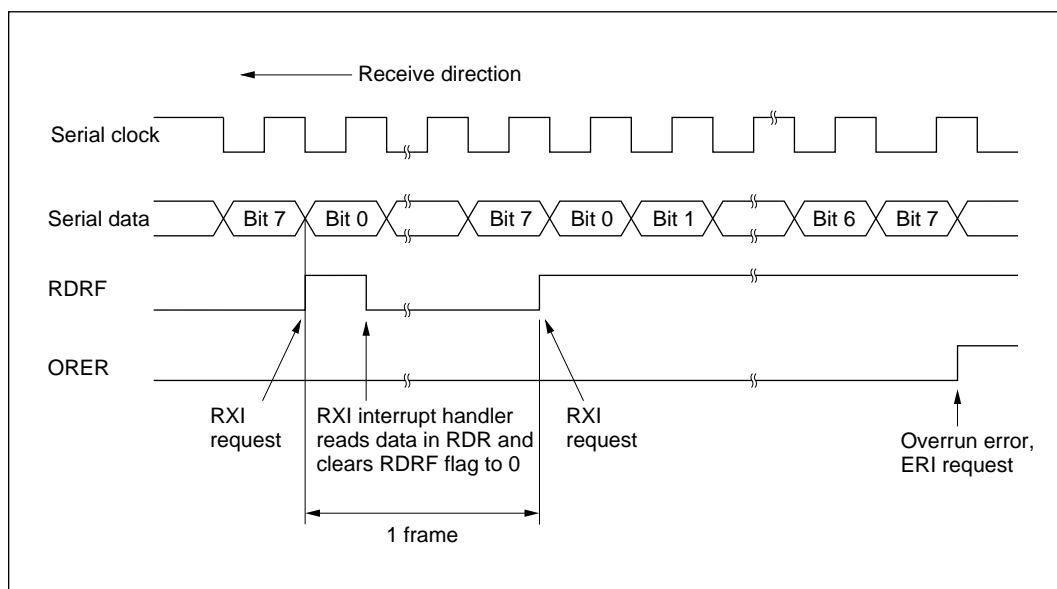 Receive direction
Serial clock
Serial data
Bit 7
Bit 0
Bit 7
Bit 0
Bit 1
Bit 6
Bit 7
RDRF
ORER
RXI
request
RXI interrupt handler
reads data in RDR and
clears RDRF flag to 0
RXI
request
Overrun error,
ERI request
1 frame